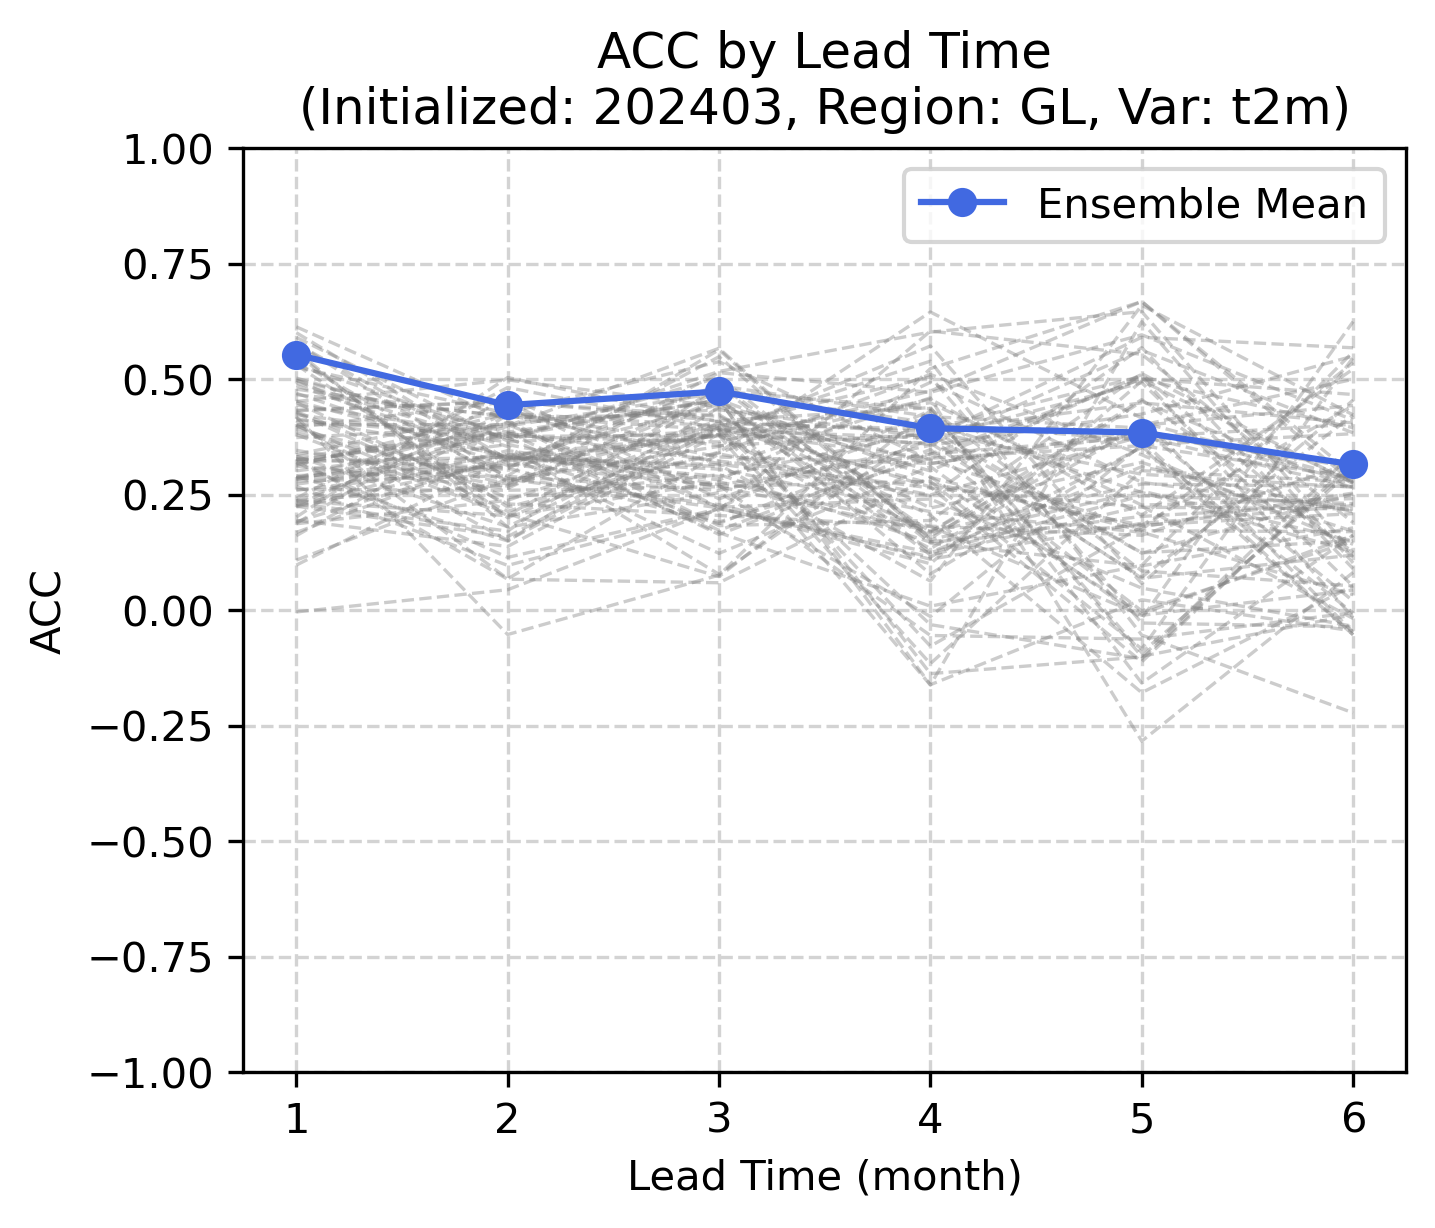 ACC by Lead Time
(Initialized: 202403, Region: GL, Var: t2m)
Ensemble Mean
1.00
0.75
0.50
0.25
0.00
−0.25
−0.50
−0.75
−1.00
ACC
1 2 3 4 5 6
Lead Time (month)